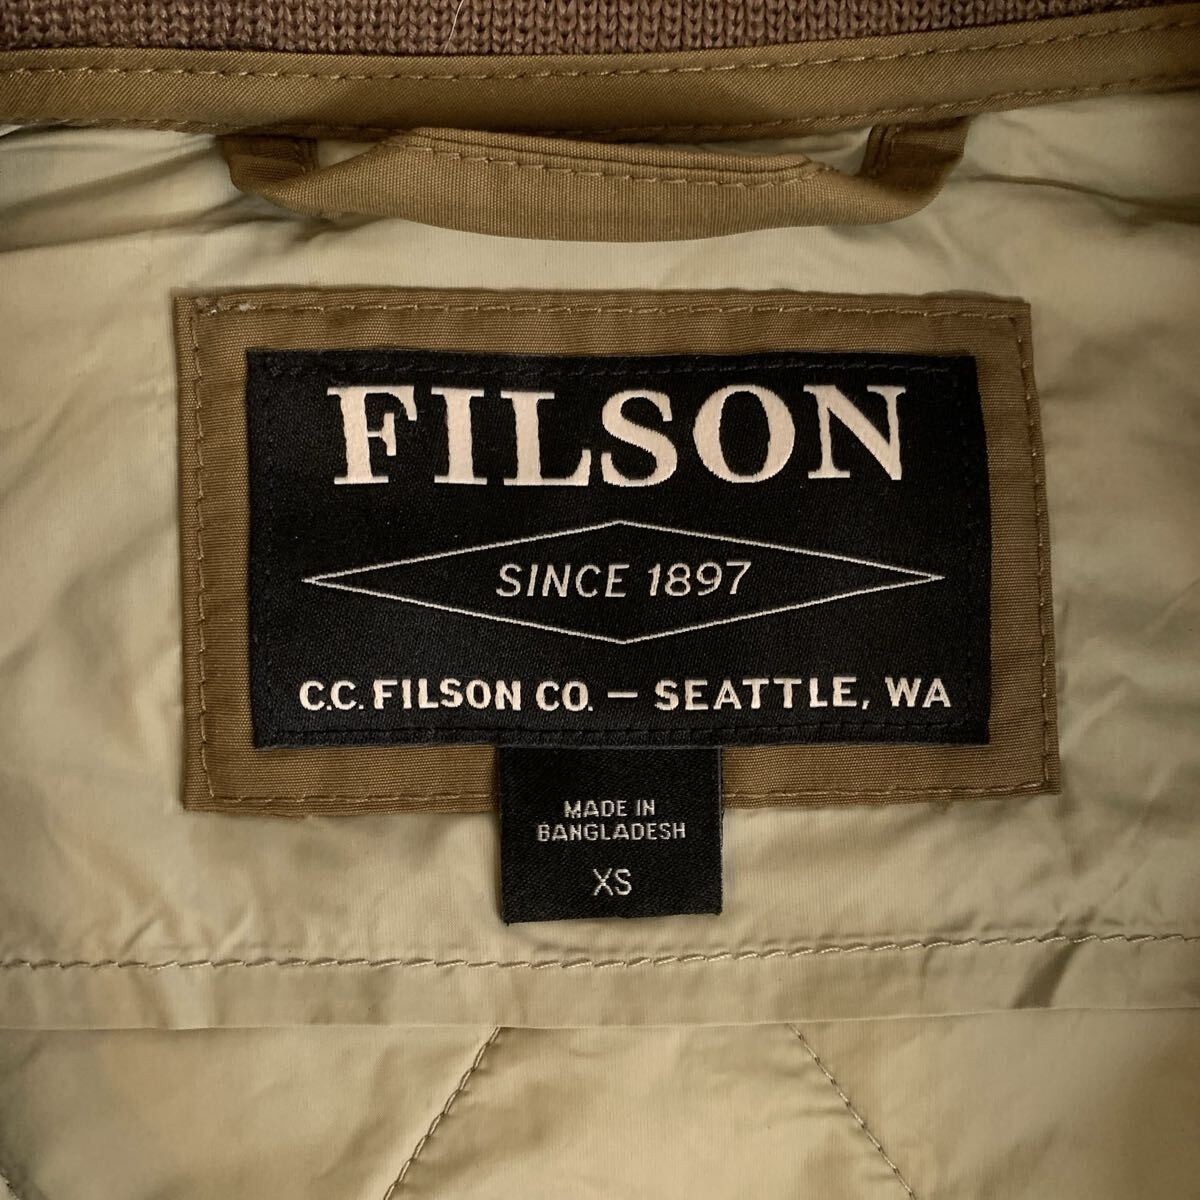 FILSON
SINCE 1897
C.C. FILSON CO. — SEATTLE, WA
MADE IN
BANGLADESH
XS